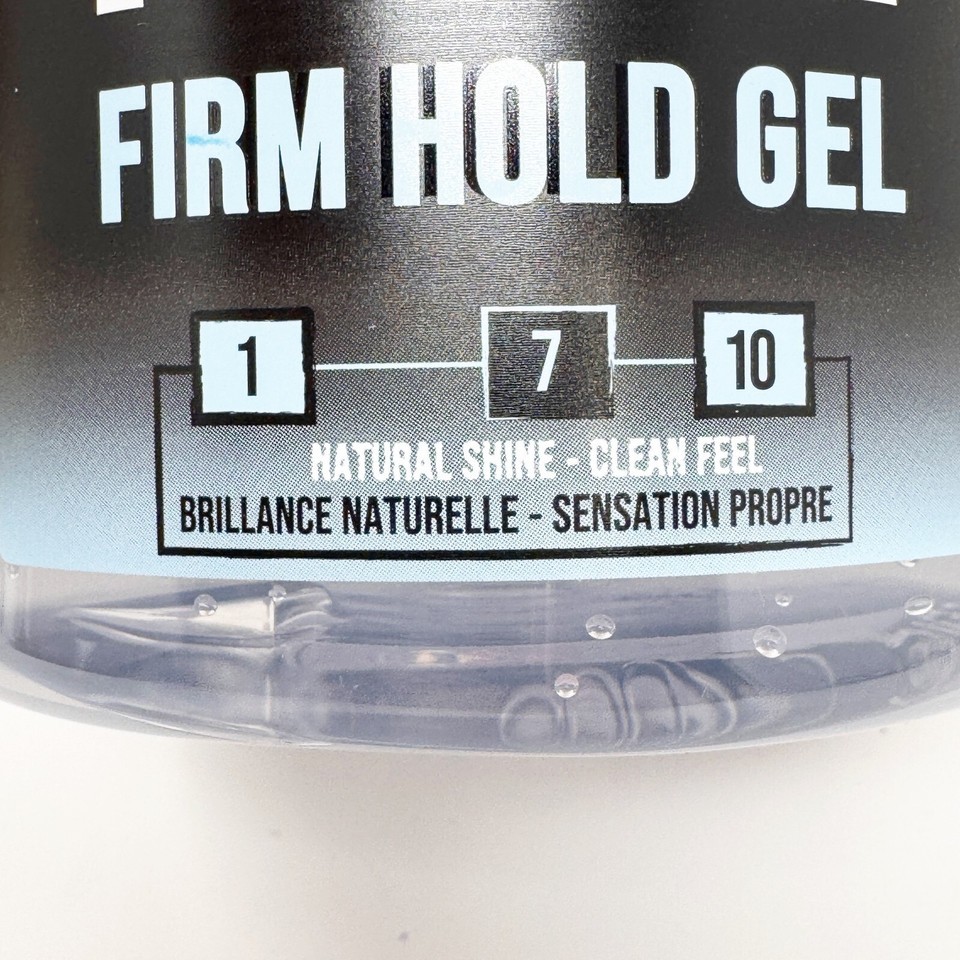 FIRM HOLD GEL
1 7 10
NATURAL SHINE - CLEAN FEEL
BRILLANCE NATURELLE - SENSATION PROPRE